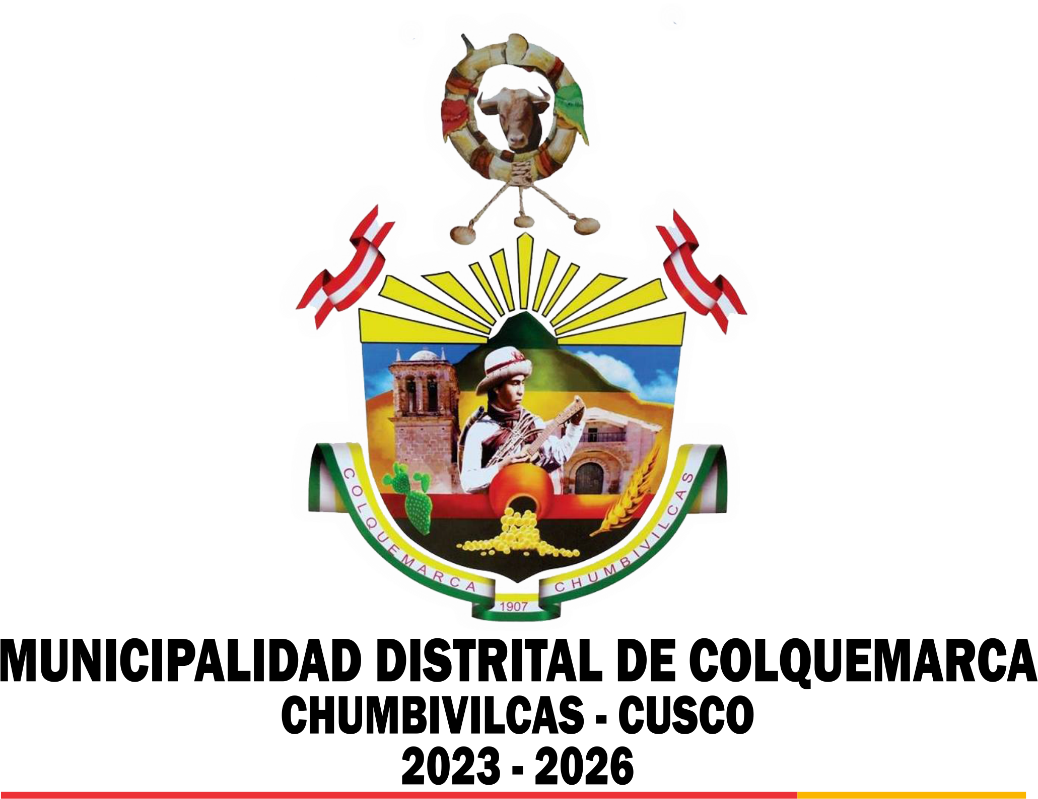 COLQUEMARCA
CHUMBIVILCAS
1907
MUNICIPALIDAD DISTRITAL DE COLQUEMARCA
CHUMBIVILCAS - CUSCO
2023 - 2026